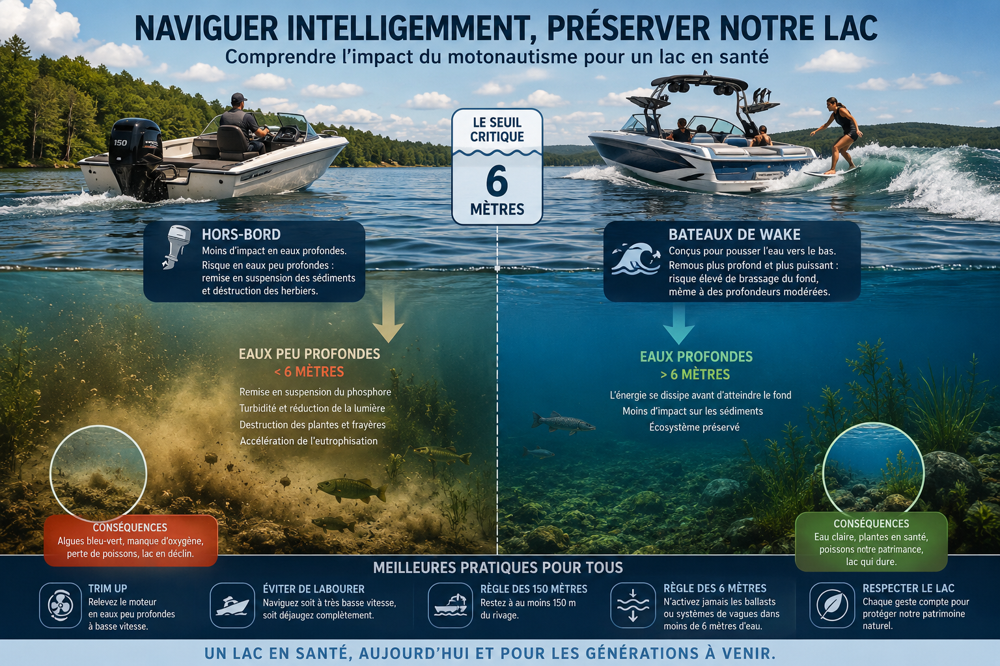 NAVIGUER INTELLIGEMMENT, PRÉSERVER NOTRE LAC
Comprendre l'impact du motonautisme pour un lac en santé
150
LE SEUIL
CRITIQUE
6
MÈTRES
HORS-BORD
Moins d'impact en eaux profondes.
Risque en eaux peu profondes :
remise en suspension des sédiments
et déstruction des herbiers.
BATEAUX DE WAKE
Conçus pour pousser l'eau vers le bas.
Remous plus profond et plus puissant :
risque élevé de brassage du fond,
mème à des profondeurs modérées.
EAUX PEU PROFONDES
< 6 MÈTRES
Remise en suspension du phosphore
Turbidité et réduction de la lumière
Destruction des plantes et frayères
Accélération de l'eutrophisation
EAUX PROFONDES
> 6 MÈTRES
L'énergie se dissipe avant d'atteindre le fond
Moins d'impact sur les sédiments
Écosystème préservé
CONSÉQUENCES
Algues bleu-vert, manque d'oxygène,
perte de poissons, lac en déclin.
CONSÉQUENCES
Eau claire, plantes en santé,
poissons notre patrimance,
lac qui dure.
MEILLEURES PRATIQUES POUR TOUS
TRIM UP
Relevez le moteur
en eaux peu profondes
à basse vitesse.
ÉVITER DE LABOURER
Naviguez soit à très basse vitesse,
soit déjaugez complètement.
RÈGLE DES 150 MÈTRES
Restez à au moins 150 m
du rivage.
RÈGLE DES 6 MÈTRES
N'activez jamais les ballasts
ou systèmes de vagues dans
moins de 6 mètres d'eau.
RESPECTER LE LAC
Chaque geste compte pour
protéger notre patrimoine
naturel.
UN LAC EN SANTÉ, AUJOURD'HUI ET POUR LES GÉNÉRATIONS À VENIR.